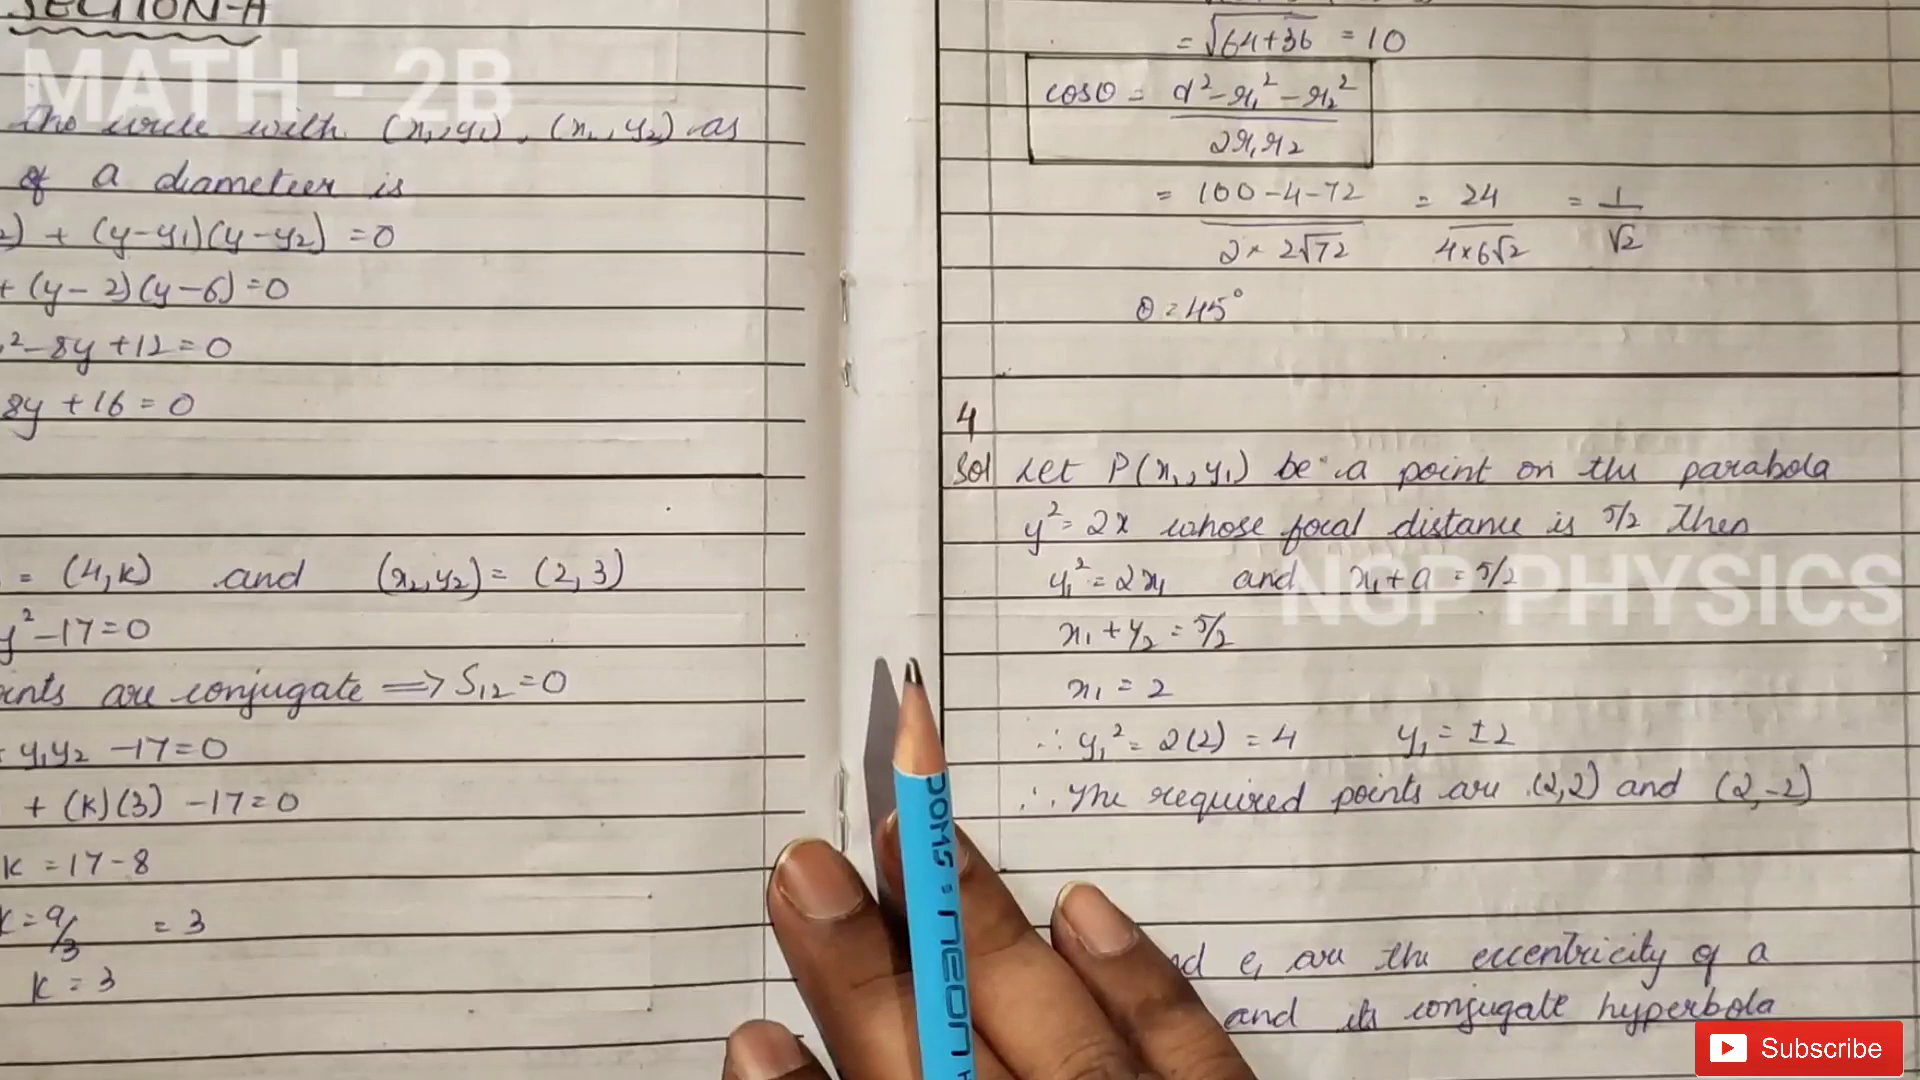 SECTION-A
MATH - 2B
The circle with (x₁, y₁), (x₂, y₂) as
of a diameter is
2) + (y-y₁)(y-y₂) = 0
+ (y-2)(y-6) = 0
² - 8y + 12 = 0
8y + 16 = 0
= (4, k) and (x₂, y₂) = (2, 3)
y² - 17 = 0
ints are conjugate ⟹ S₁₂ = 0
y₁y₂ - 17 = 0
+ (k)(3) - 17 = 0
k = 17 - 8
k = 9/3 = 3
k = 3
= √64+36 = 10
cosθ = d² - r₁² - r₂² / 2r₁r₂
= 100-4-72 / 2×2√72 = 24 / 4×6√2 = 1/√2
θ = 45°
4
Sol Let P(x₁, y₁) be a point on the parabola
y² = 2x whose focal distance is 5/2 then
y₁² = 2x₁ and x₁ + a = 5/2
NGP PHYSICS
x₁ + 1/2 = 5/2
x₁ = 2
∴ y₁² = 2(2) = 4 y₁ = ±2
∴ The required points are (2,2) and (2,-2)
nd e₁ are the eccentricity of a
and its conjugate hyperbola
Subscribe
DOMS : neon